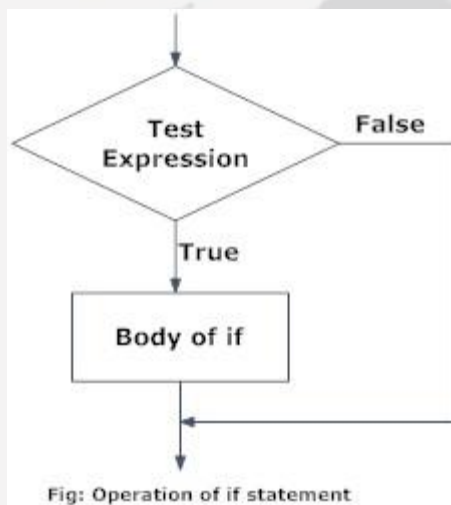 Test
Expression
False
True
Body of if
Fig: Operation of if statement